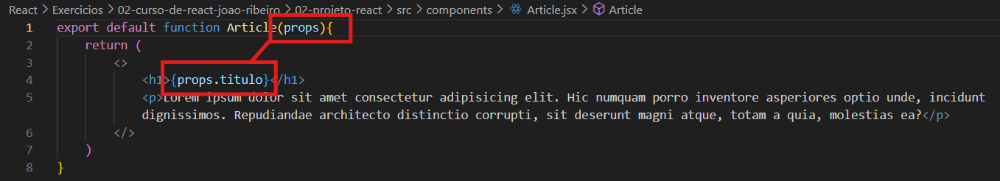 React > Exercicios > 02-curso-de-react-joao-ribeiro > 02-projeto-react > src > components > Article.jsx > Article
1 export default function Article(props){
2 return (
3 <>
4 <h1>{props.titulo}</h1>
5 <p>Lorem ipsum dolor sit amet consectetur adipisicing elit. Hic numquam porro inventore asperiores optio unde, incidunt
dignissimos. Repudiandae architecto distinctio corrupti, sit deserunt magni atque, totam a quia, molestias ea?</p>
6 </>
7 )
8 }